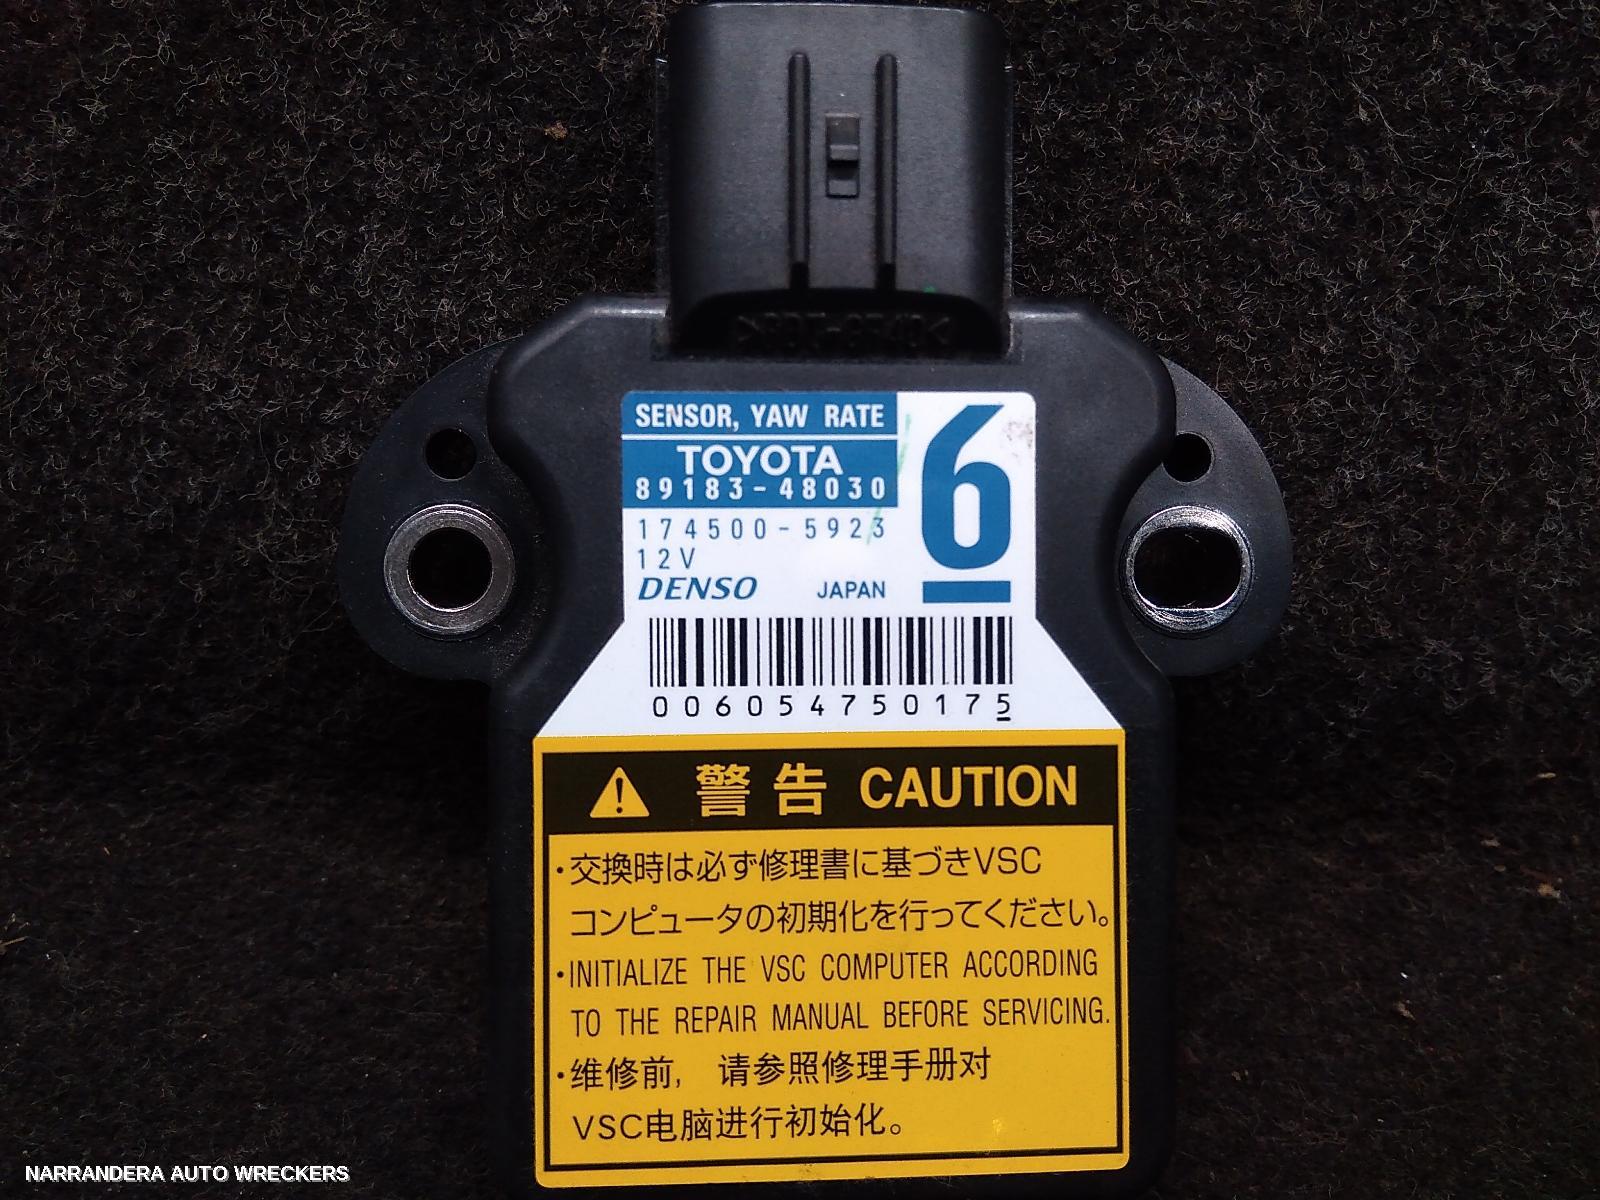 SENSOR, YAW RATE
TOYOTA
89183-48030
6
174500-5923
12V
DENSO JAPAN
006054750175
警告 CAUTION
・交換時は必ず修理書に基づきVSC
コンピュータの初期化を行ってください。
・INITIALIZE THE VSC COMPUTER ACCORDING
TO THE REPAIR MANUAL BEFORE SERVICING.
・维修前, 请参照修理手册对
VSC电脑进行初始化。
NARRANDERA AUTO WRECKERS